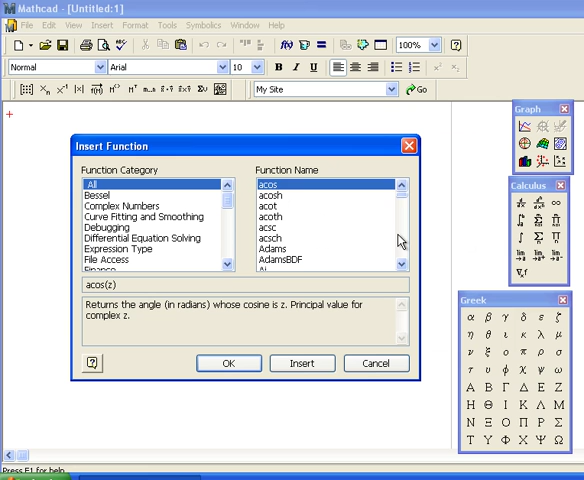 Mathcad - [Untitled:1]
File Edit View Insert Format Tools Symbolics Window Help
100%
Normal Arial 10 B I U
My Site Go
Graph
Insert Function
Function Category
Function Name
All
Bessel
Complex Numbers
Curve Fitting and Smoothing
Debugging
Differential Equation Solving
Expression Type
File Access
Finance
acos
acosh
acot
acoth
acsc
acsch
Adams
AdamsBDF
Ai
acos(z)
Returns the angle (in radians) whose cosine is z. Principal value for
complex z.
OK Insert Cancel
Calculus
Greek
α β γ δ ε ζ
η θ ι κ λ μ
ν ξ ο π ρ σ
τ υ φ χ ψ ω
Α Β Γ Δ Ε Ζ
Η Θ Ι Κ Λ Μ
Ν Ξ Ο Π Ρ Σ
Τ Υ Φ Χ Ψ Ω
Press F1 for help.